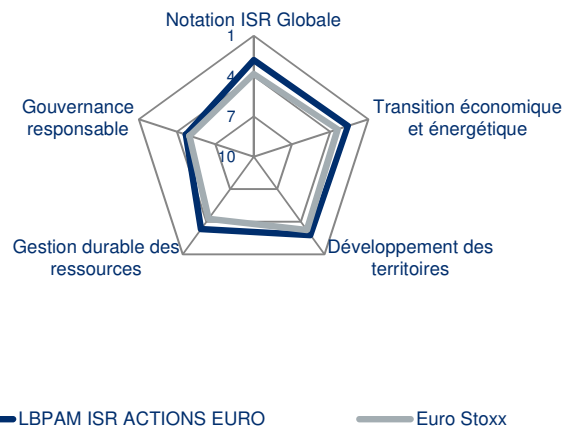 Notation ISR Globale
1
4
7
10
Transition économique
et énergétique
Développement des
territoires
Gestion durable des
ressources
Gouvernance
responsable
LBPAM ISR ACTIONS EURO
Euro Stoxx